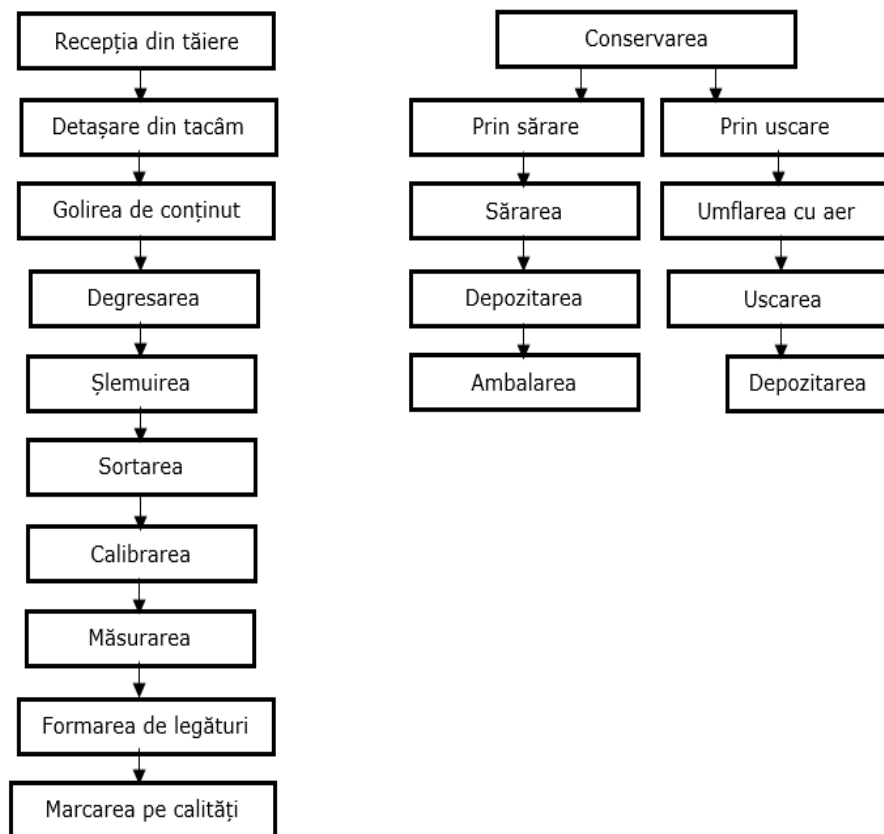 Recepția din tăiere
Detașare din tacâm
Golirea de conținut
Degresarea
Șlemuirea
Sortarea
Calibrarea
Măsurarea
Formarea de legături
Marcarea pe calități
Conservarea
Prin sărare
Sărarea
Depozitarea
Ambalarea
Prin uscare
Umflarea cu aer
Uscarea
Depozitarea